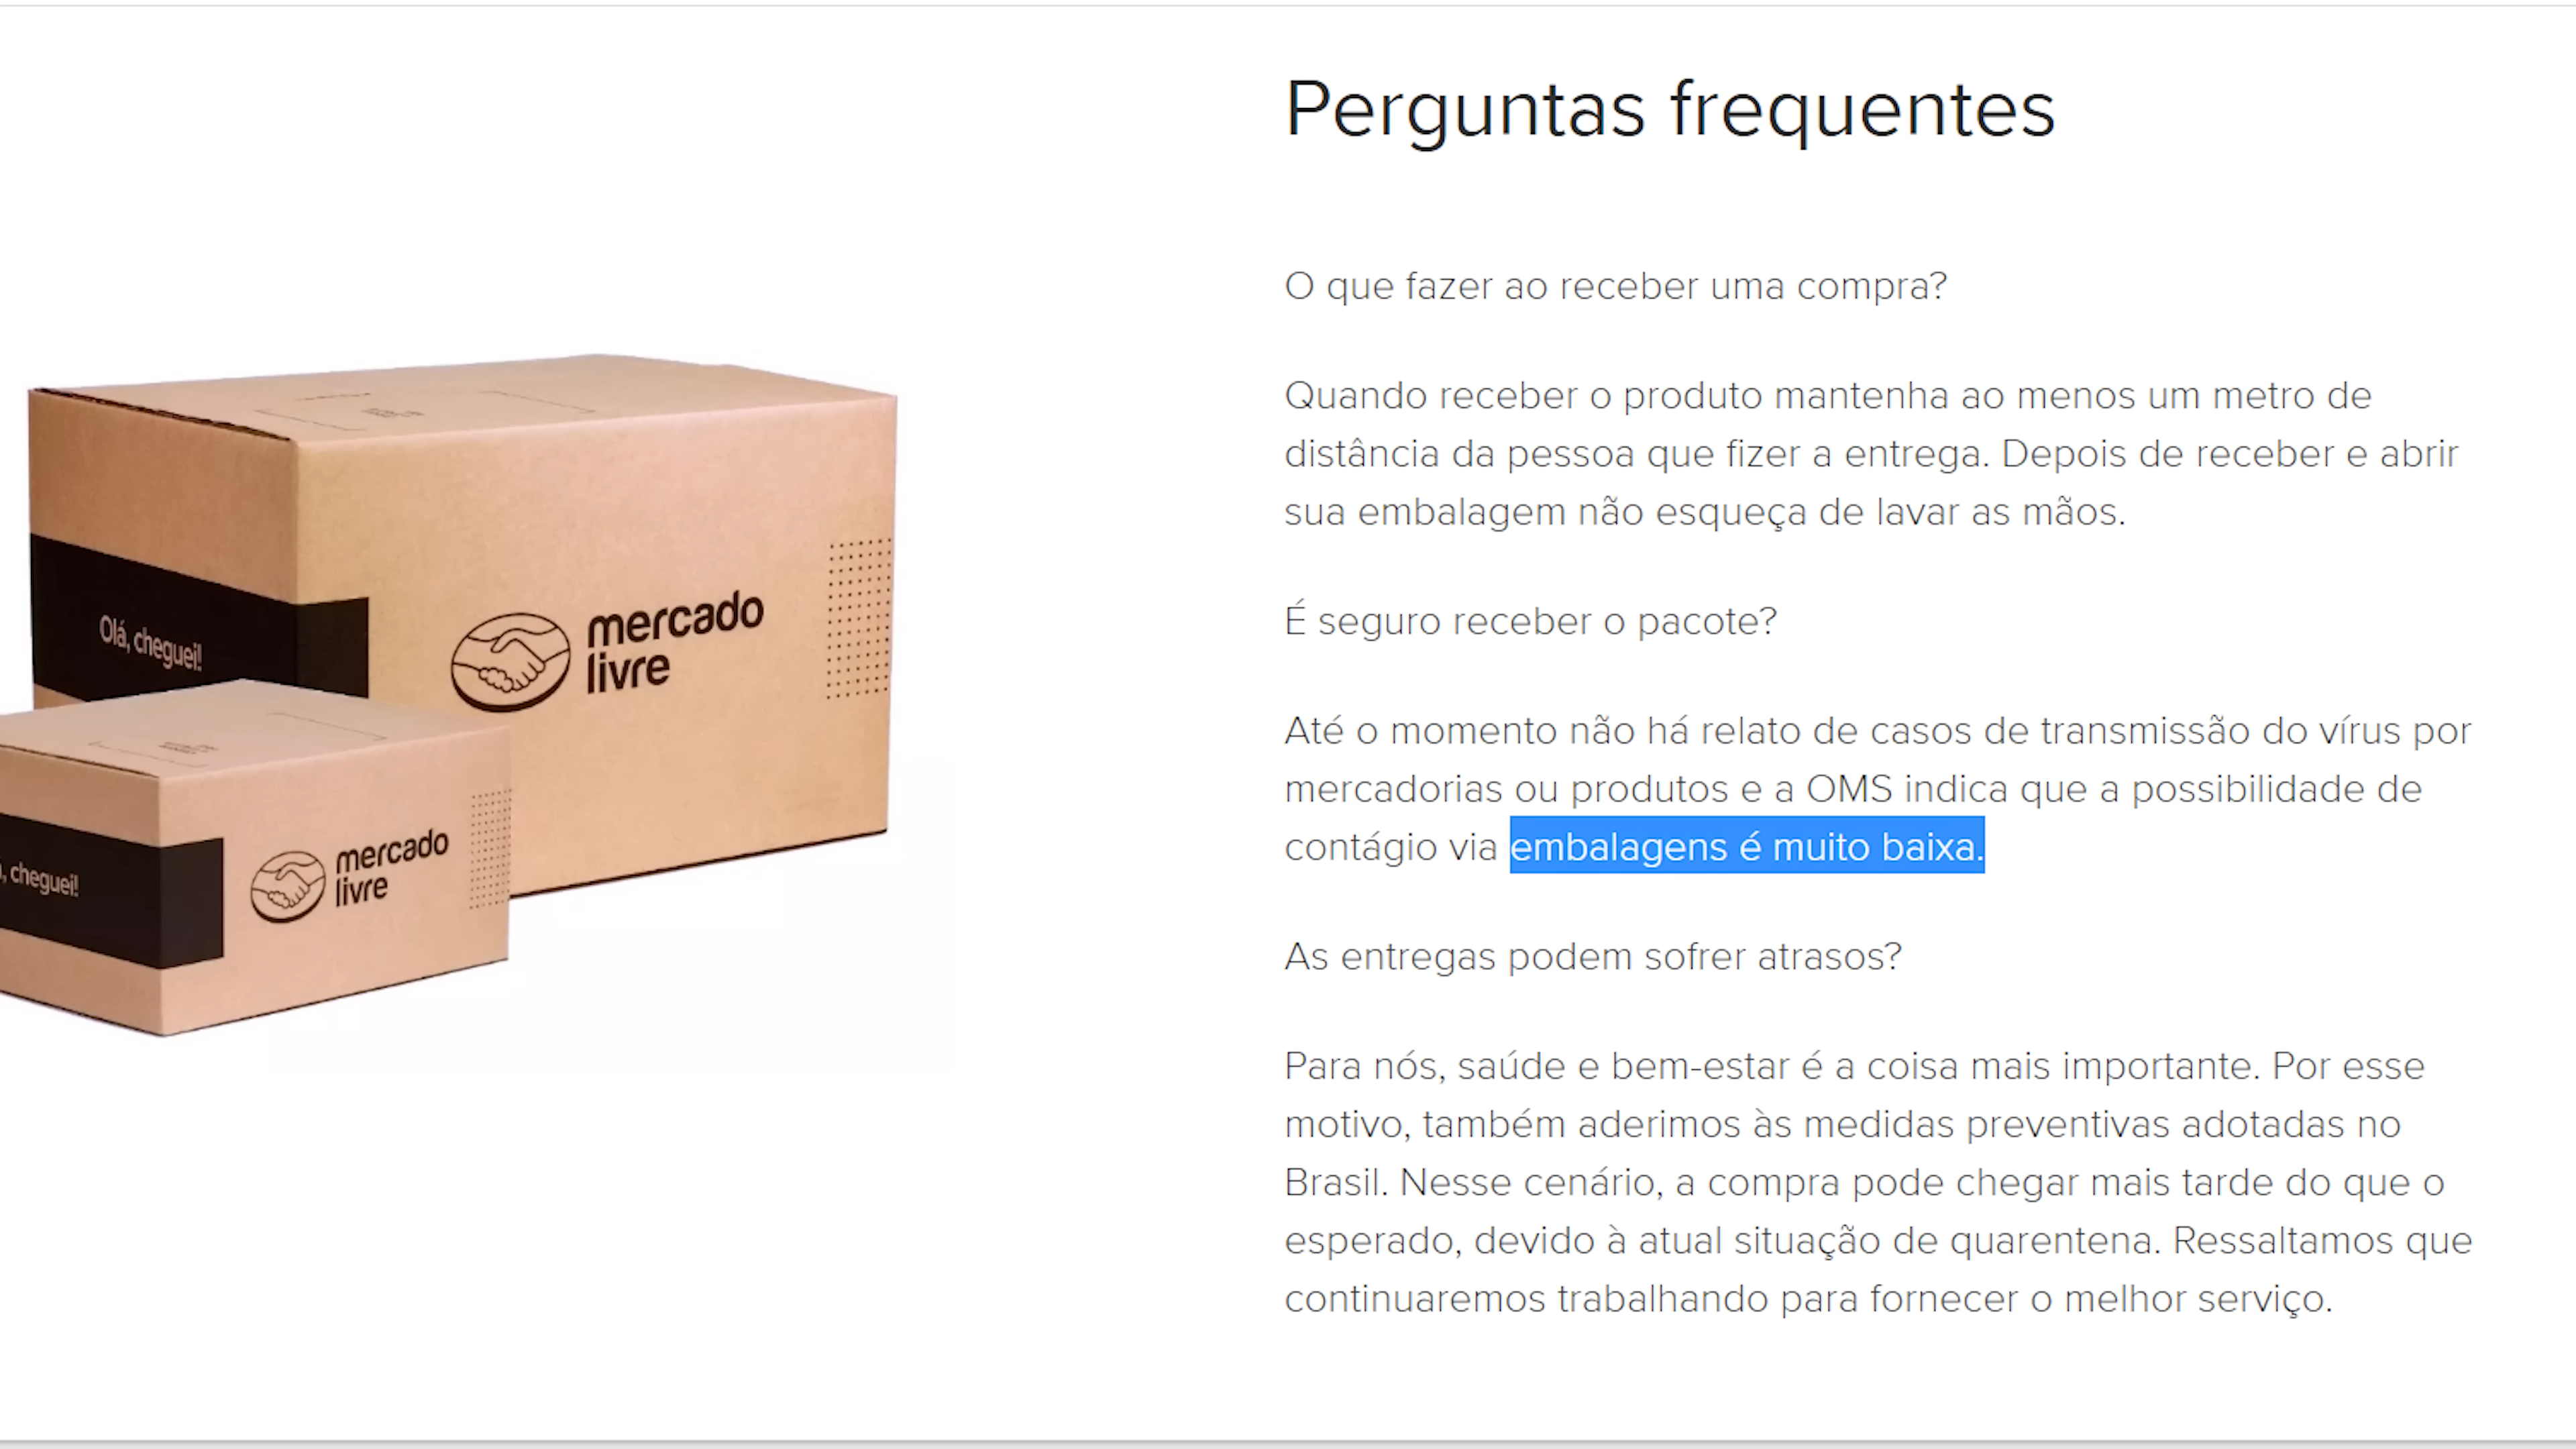 Perguntas frequentes
O que fazer ao receber uma compra?
Quando receber o produto mantenha ao menos um metro de
distância da pessoa que fizer a entrega. Depois de receber e abrir
sua embalagem não esqueça de lavar as mãos.
É seguro receber o pacote?
Até o momento não há relato de casos de transmissão do vírus por
mercadorias ou produtos e a OMS indica que a possibilidade de
contágio via embalagens é muito baixa.
As entregas podem sofrer atrasos?
Para nós, saúde e bem-estar é a coisa mais importante. Por esse
motivo, também aderimos às medidas preventivas adotadas no
Brasil. Nesse cenário, a compra pode chegar mais tarde do que o
esperado, devido à atual situação de quarentena. Ressaltamos que
continuaremos trabalhando para fornecer o melhor serviço.
Olá, cheguei!
mercado
livre
, cheguei!
mercado
livre